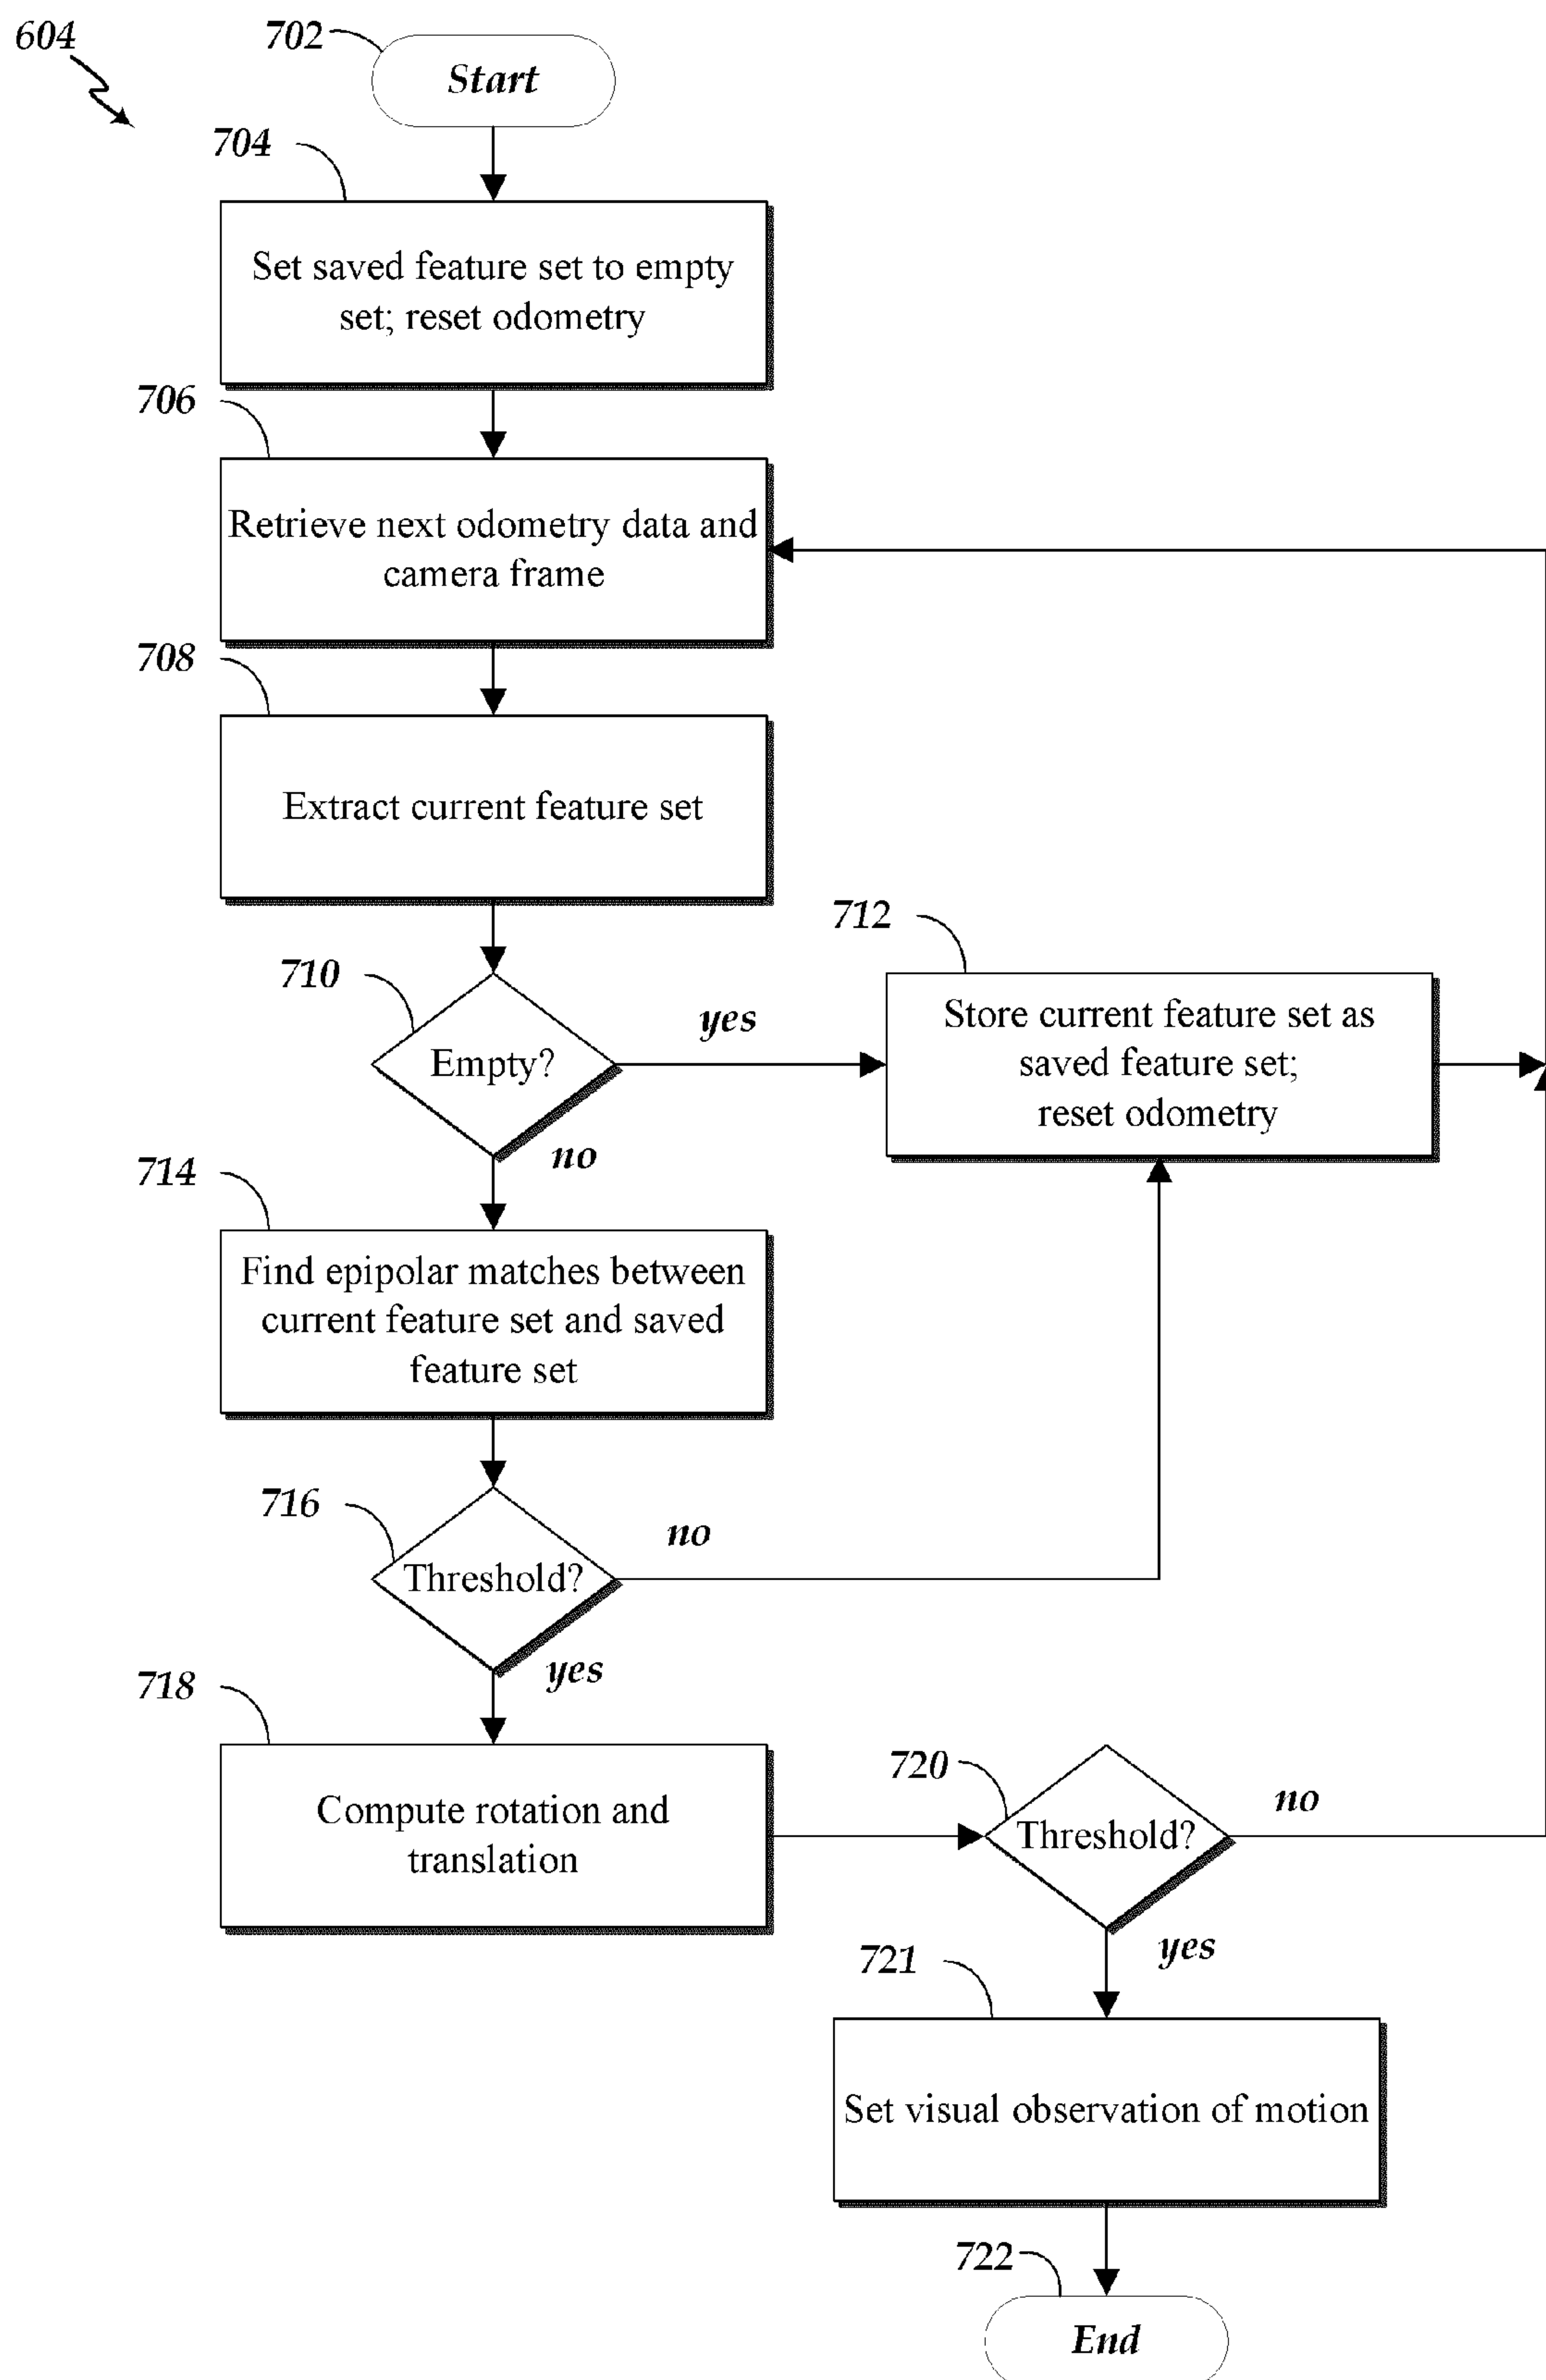 604
702
Start
704
Set saved feature set to empty
set; reset odometry
706
Retrieve next odometry data and
camera frame
708
Extract current feature set
710
Empty?
yes
no
712
Store current feature set as
saved feature set;
reset odometry
714
Find epipolar matches between
current feature set and saved
feature set
716
Threshold?
no
yes
718
Compute rotation and
translation
720
Threshold?
no
yes
721
Set visual observation of motion
722
End